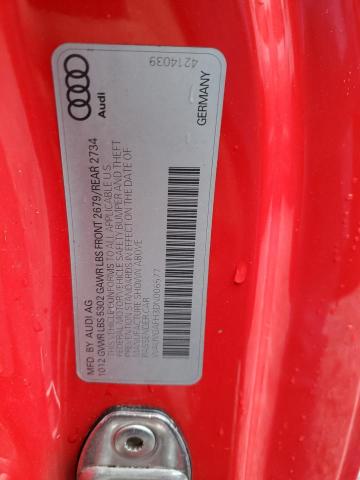 Audi
4214039
GERMANY
MFD. BY AUDI AG
1012 GVWR LBS 5302 GAWR LBS FRONT 2679/REAR 2734
THIS VEHICLE CONFORMS TO ALL APPLICABLE U.S.
FEDERAL MOTOR VEHICLE SAFETY BUMPER AND THEFT
PREVENTION STANDARDS IN EFFECT ON THE DATE OF
MANUFACTURE SHOWN ABOVE.
PASSENGER CAR